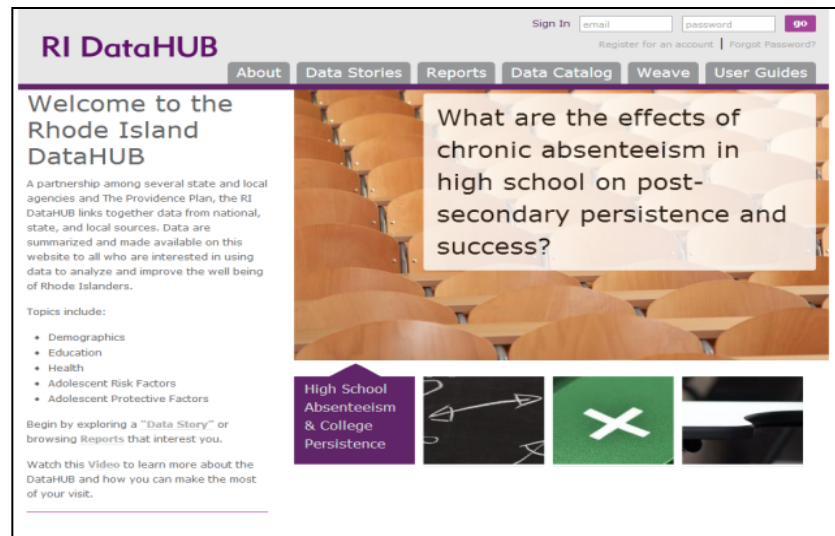 Sign In email password go
RI DataHUB
Register for an account | Forgot Password?
About Data Stories Reports Data Catalog Weave User Guides
Welcome to the
Rhode Island
DataHUB
A partnership among several state and local
agencies and The Providence Plan, the RI
DataHUB links together data from national,
state, and local sources. Data are
summarized and made available on this
website to all who are interested in using
data to analyze and improve the well being
of Rhode Islanders.
Topics include:
• Demographics
• Education
• Health
• Adolescent Risk Factors
• Adolescent Protective Factors
Begin by exploring a "Data Story" or
browsing Reports that interest you.
Watch this Video to learn more about the
DataHUB and how you can make the most
of your visit.
What are the effects of
chronic absenteeism in
high school on post-
secondary persistence and
success?
High School
Absenteeism
& College
Persistence